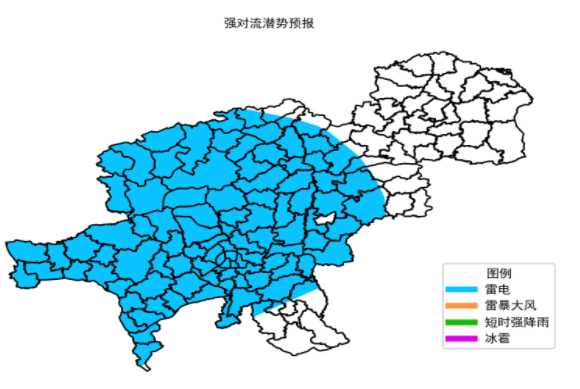 强对流潜势预报
图例
雷电
雷暴大风
短时强降雨
冰雹